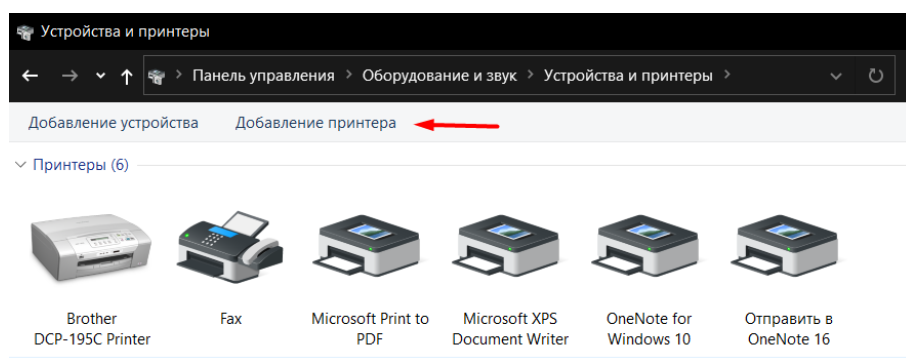 Устройства и принтеры
Панель управления > Оборудование и звук > Устройства и принтеры >
Добавление устройства Добавление принтера
Принтеры (6)
Brother DCP-195C Printer
Fax
Microsoft Print to PDF
Microsoft XPS Document Writer
OneNote for Windows 10
Отправить в OneNote 16